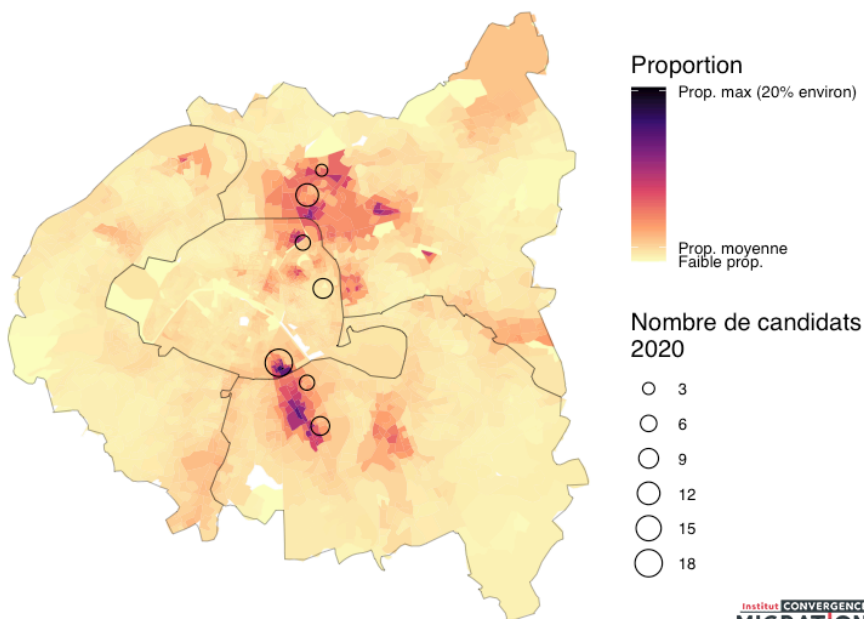 Proportion
Prop. max (20% environ)
Prop. moyenne
Faible prop.
Nombre de candidats
2020
3
6
9
12
15
18
Institut CONVERGENCE
MIGRATION